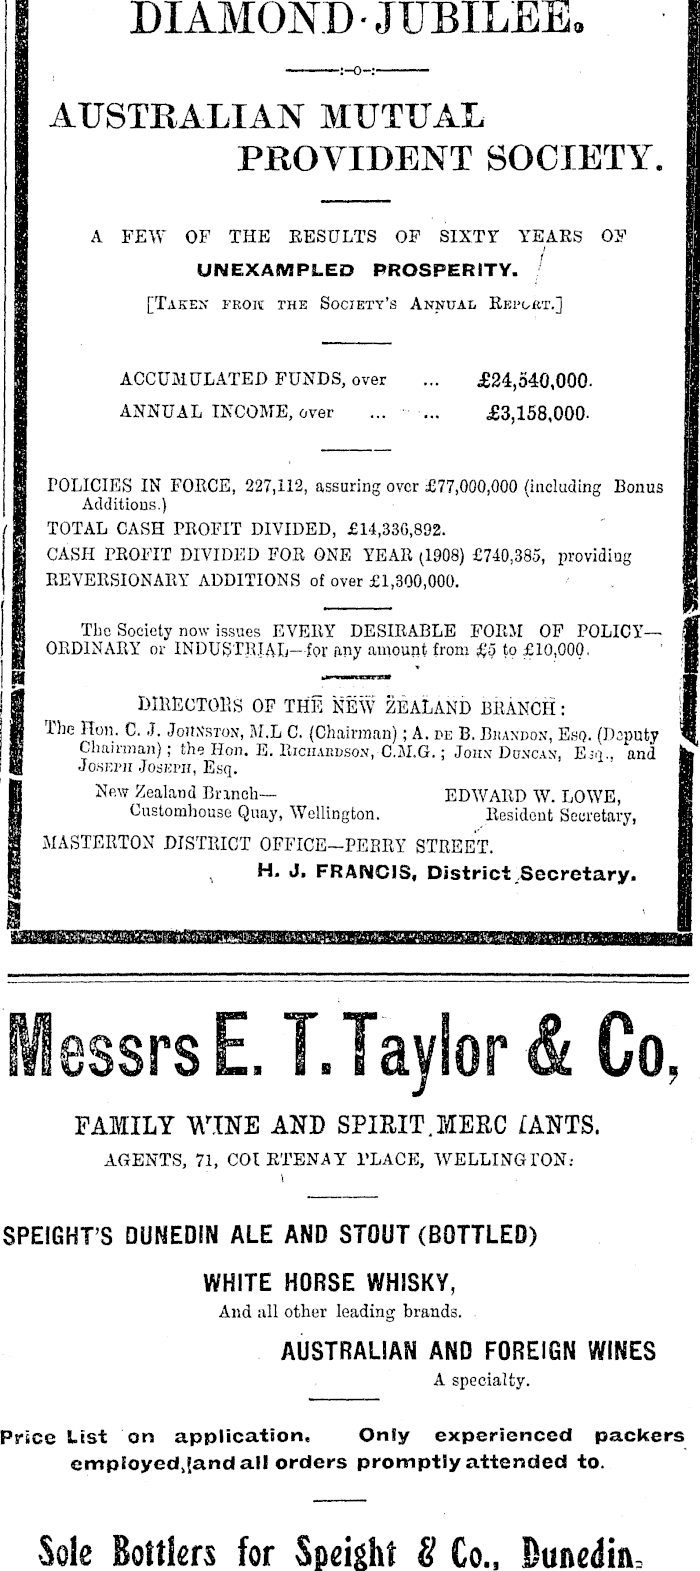 DIAMOND·JUBILEE.
——:—o—:——
AUSTRALIAN MUTUAL
PROVIDENT SOCIETY.
A FEW OF THE RESULTS OF SIXTY YEARS OF
UNEXAMPLED PROSPERITY.
[TAKEN FROM THE SOCIETY'S ANNUAL REPORT.]
ACCUMULATED FUNDS, over ... £24,540,000.
ANNUAL INCOME, over ... ... £3,158,000.
POLICIES IN FORCE, 227,112, assuring over £77,000,000 (including Bonus
Additions.)
TOTAL CASH PROFIT DIVIDED, £14,336,892.
CASH PROFIT DIVIDED FOR ONE YEAR (1908) £740,385, providing
REVERSIONARY ADDITIONS of over £1,300,000.
The Society now issues EVERY DESIRABLE FORM OF POLICY—
ORDINARY or INDUSTRIAL—for any amount from £5 to £10,000.
DIRECTORS OF THE NEW ZEALAND BRANCH:
The Hon. C. J. JOHNSTON, M.L C. (Chairman) ; A. DE B. BRANDON, ESQ. (Deputy
Chairman) ; the Hon. E. RICHARDSON, C.M.G. ; JOHN DUNCAN, Esq., and
JOSEPH JOSEPH, Esq.
New Zealand Branch— EDWARD W. LOWE,
Customhouse Quay, Wellington. Resident Secretary,
MASTERTON DISTRICT OFFICE—PERRY STREET.
H. J. FRANCIS, District Secretary.
Messrs E. T. Taylor & Co,
FAMILY WINE AND SPIRIT MERCHANTS.
AGENTS, 71, COURTENAY PLACE, WELLINGTON:
SPEIGHT'S DUNEDIN ALE AND STOUT (BOTTLED)
WHITE HORSE WHISKY,
And all other leading brands.
AUSTRALIAN AND FOREIGN WINES
A specialty.
Price List on application. Only experienced packers
employed, and all orders promptly attended to.
Sole Bottlers for Speight & Co., Dunedin.